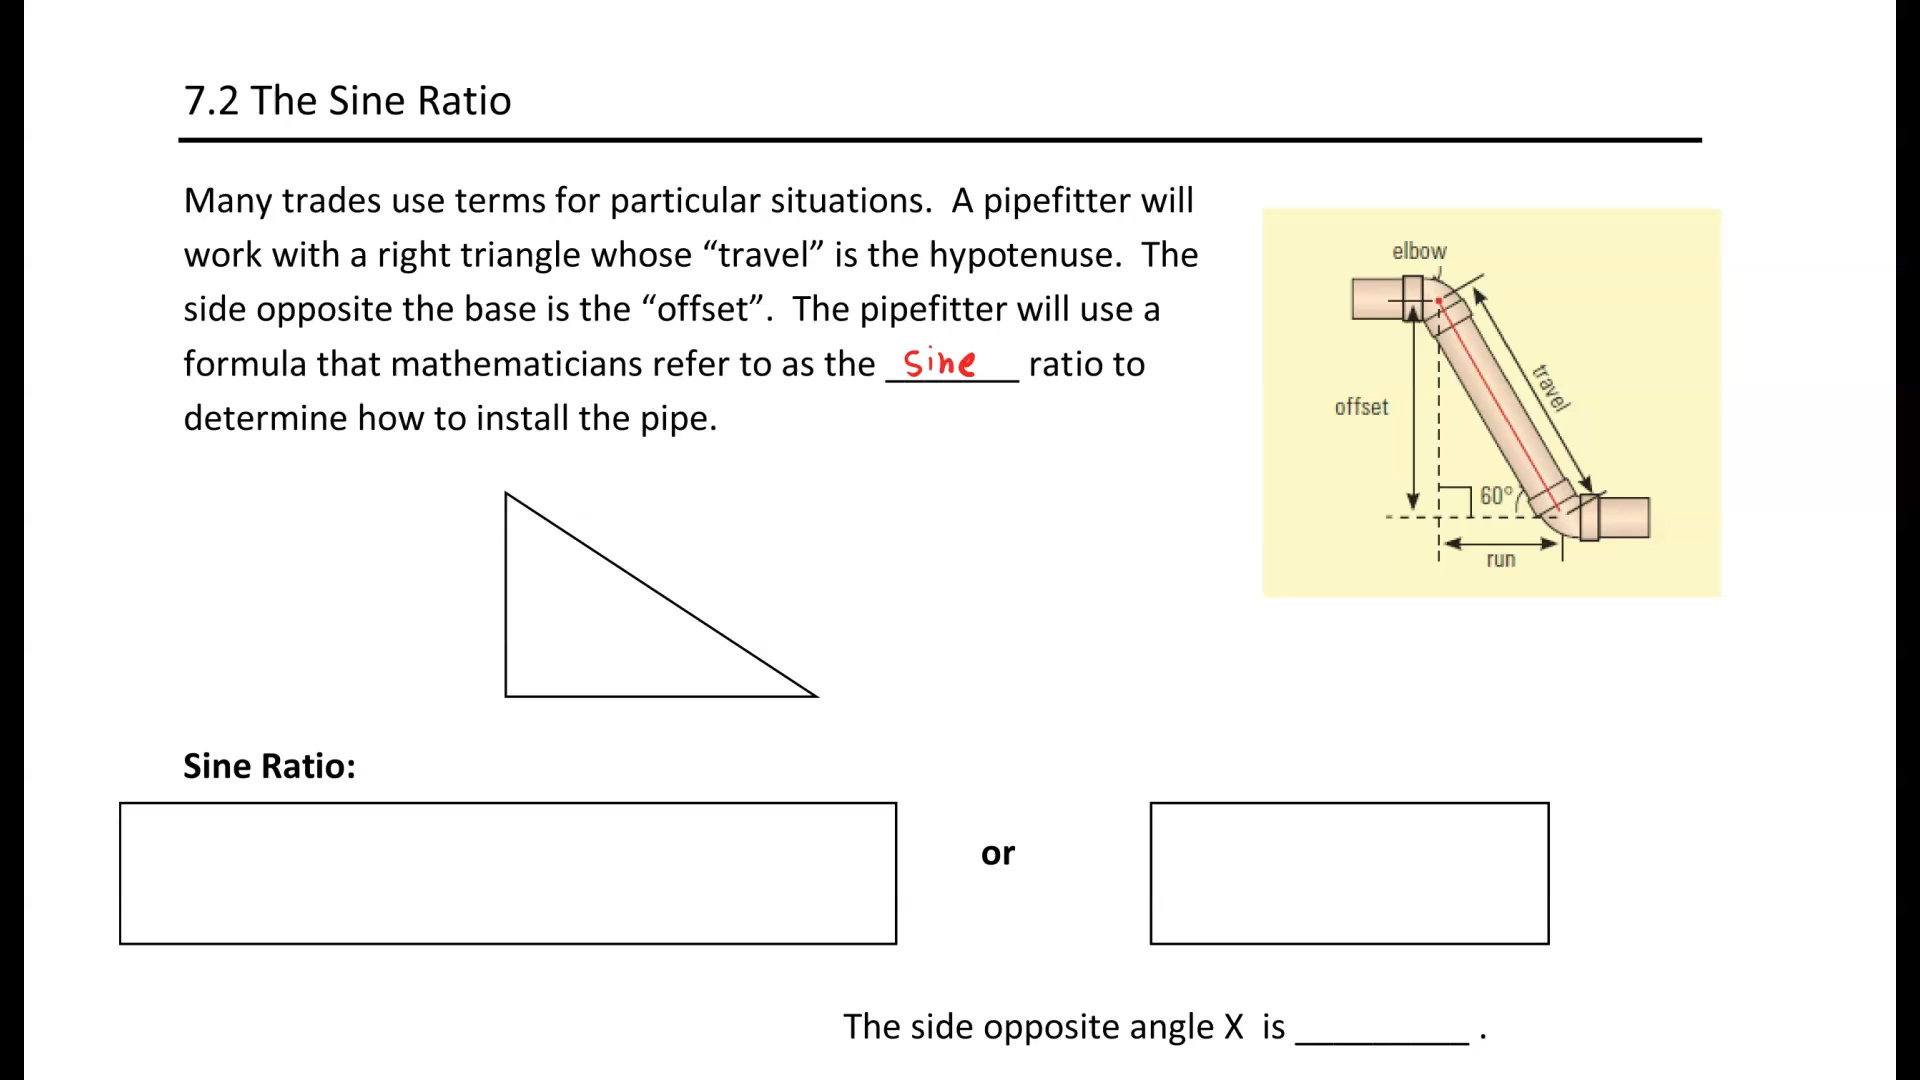 7.2 The Sine Ratio
Many trades use terms for particular situations.  A pipefitter will
work with a right triangle whose “travel” is the hypotenuse.  The
side opposite the base is the “offset”.  The pipefitter will use a
formula that mathematicians refer to as the sine ratio to
determine how to install the pipe.
elbow
travel
offset
60°
run
Sine Ratio:
or
The side opposite angle X  is _________ .